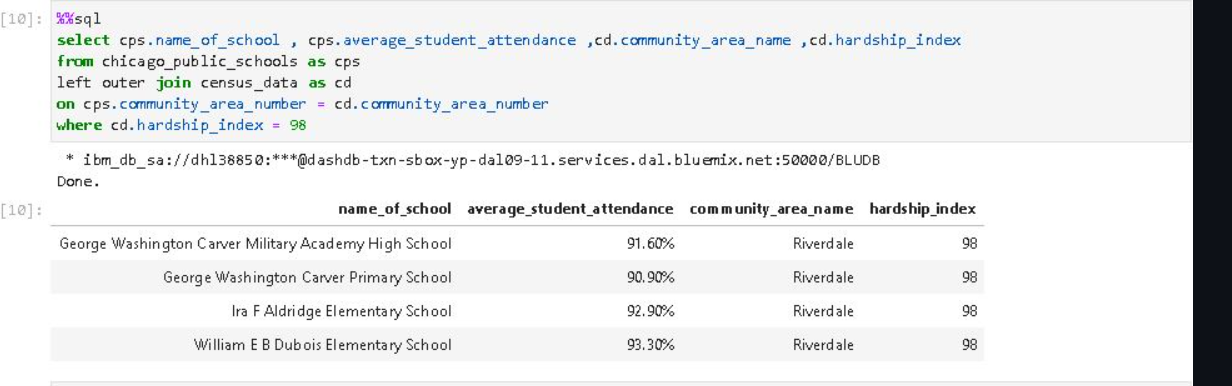 [10]: %%sql
select cps.name_of_school , cps.average_student_attendance ,cd.community_area_name ,cd.hardship_index
from chicago_public_schools as cps
left outer join census_data as cd
on cps.community_area_number = cd.community_area_number
where cd.hardship_index = 98
* ibm_db_sa://dhl38850:***@dashdb-txn-sbox-yp-dal09-11.services.dal.bluemix.net:50000/BLUDB
Done.
[10]: name_of_school average_student_attendance community_area_name hardship_index
George Washington Carver Military Academy High School 91.60% Riverdale 98
George Washington Carver Primary School 90.90% Riverdale 98
Ira F Aldridge Elementary School 92.90% Riverdale 98
William E B Dubois Elementary School 93.30% Riverdale 98